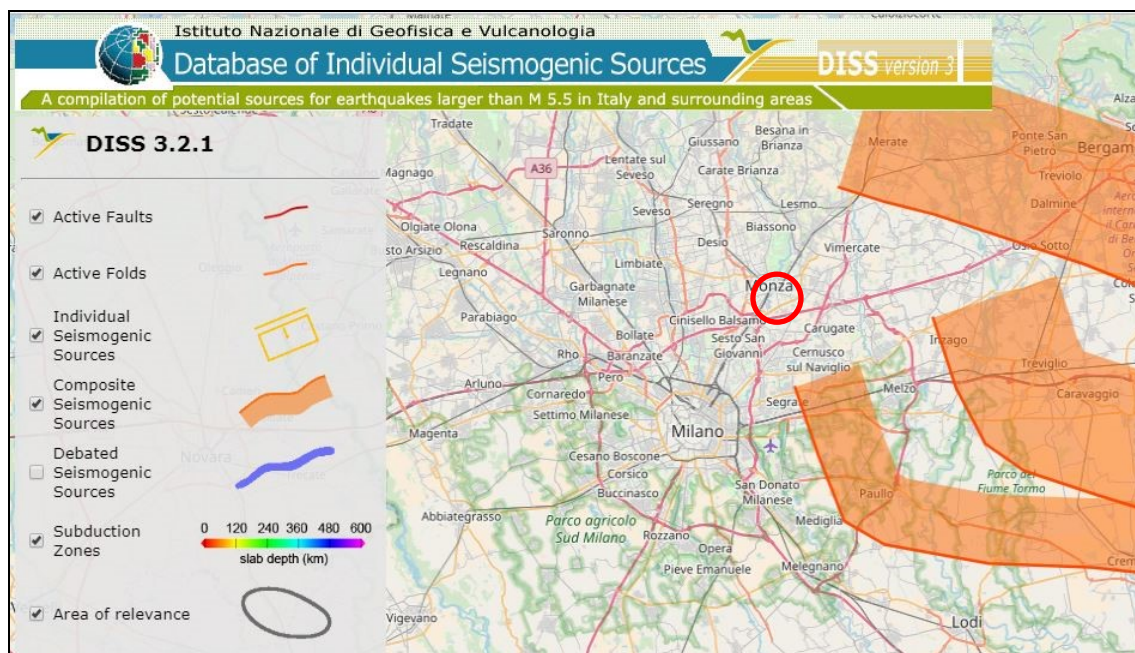 Istituto Nazionale di Geofisica e Vulcanologia
Database of Individual Seismogenic Sources
DISS version 3
A compilation of potential sources for earthquakes larger than M 5.5 in Italy and surrounding areas
DISS 3.2.1
Active Faults
Active Folds
Individual
Seismogenic
Sources
Composite
Seismogenic
Sources
Debated
Seismogenic
Sources
Subduction
Zones
0 120 240 360 480 600
slab depth (km)
Area of relevance
Tradate
Giussano
Besana in
Brianza
Merate
Ponte San
Pietro
Bergam
A36
Lentate sul
Seveso
Carate Brianza
Treviolo
Magnago
Seveso
Seregno
Lesmo
Dalmine
Olgiate Olona
Saronno
Biassono
Desio
Vimercate
Osio Sotto
Rescaldina
Limbiate
Legnano
Garbagnate
Milanese
Monza
Parabiago
Cinisello Balsamo
Carugate
Bollate
Sesto San
Giovanni
Inzago
Rho
Baranzate
Cernusco
sul Naviglio
Treviglio
Pero
Arluno
Cornaredo
Melzo
Caravaggio
Settimo Milanese
Segrate
Magenta
Milano
Cesano Boscone
Corsico
Parco del
Fiume Tormo
Buccinasco
San Donato
Milanese
Paullo
Abbiategrasso
Parco agricolo
Sud Milano
Rozzano
Mediglia
Opera
Pieve Emanuele
Melegnano
Crem
Vigevano
Lodi
Novara